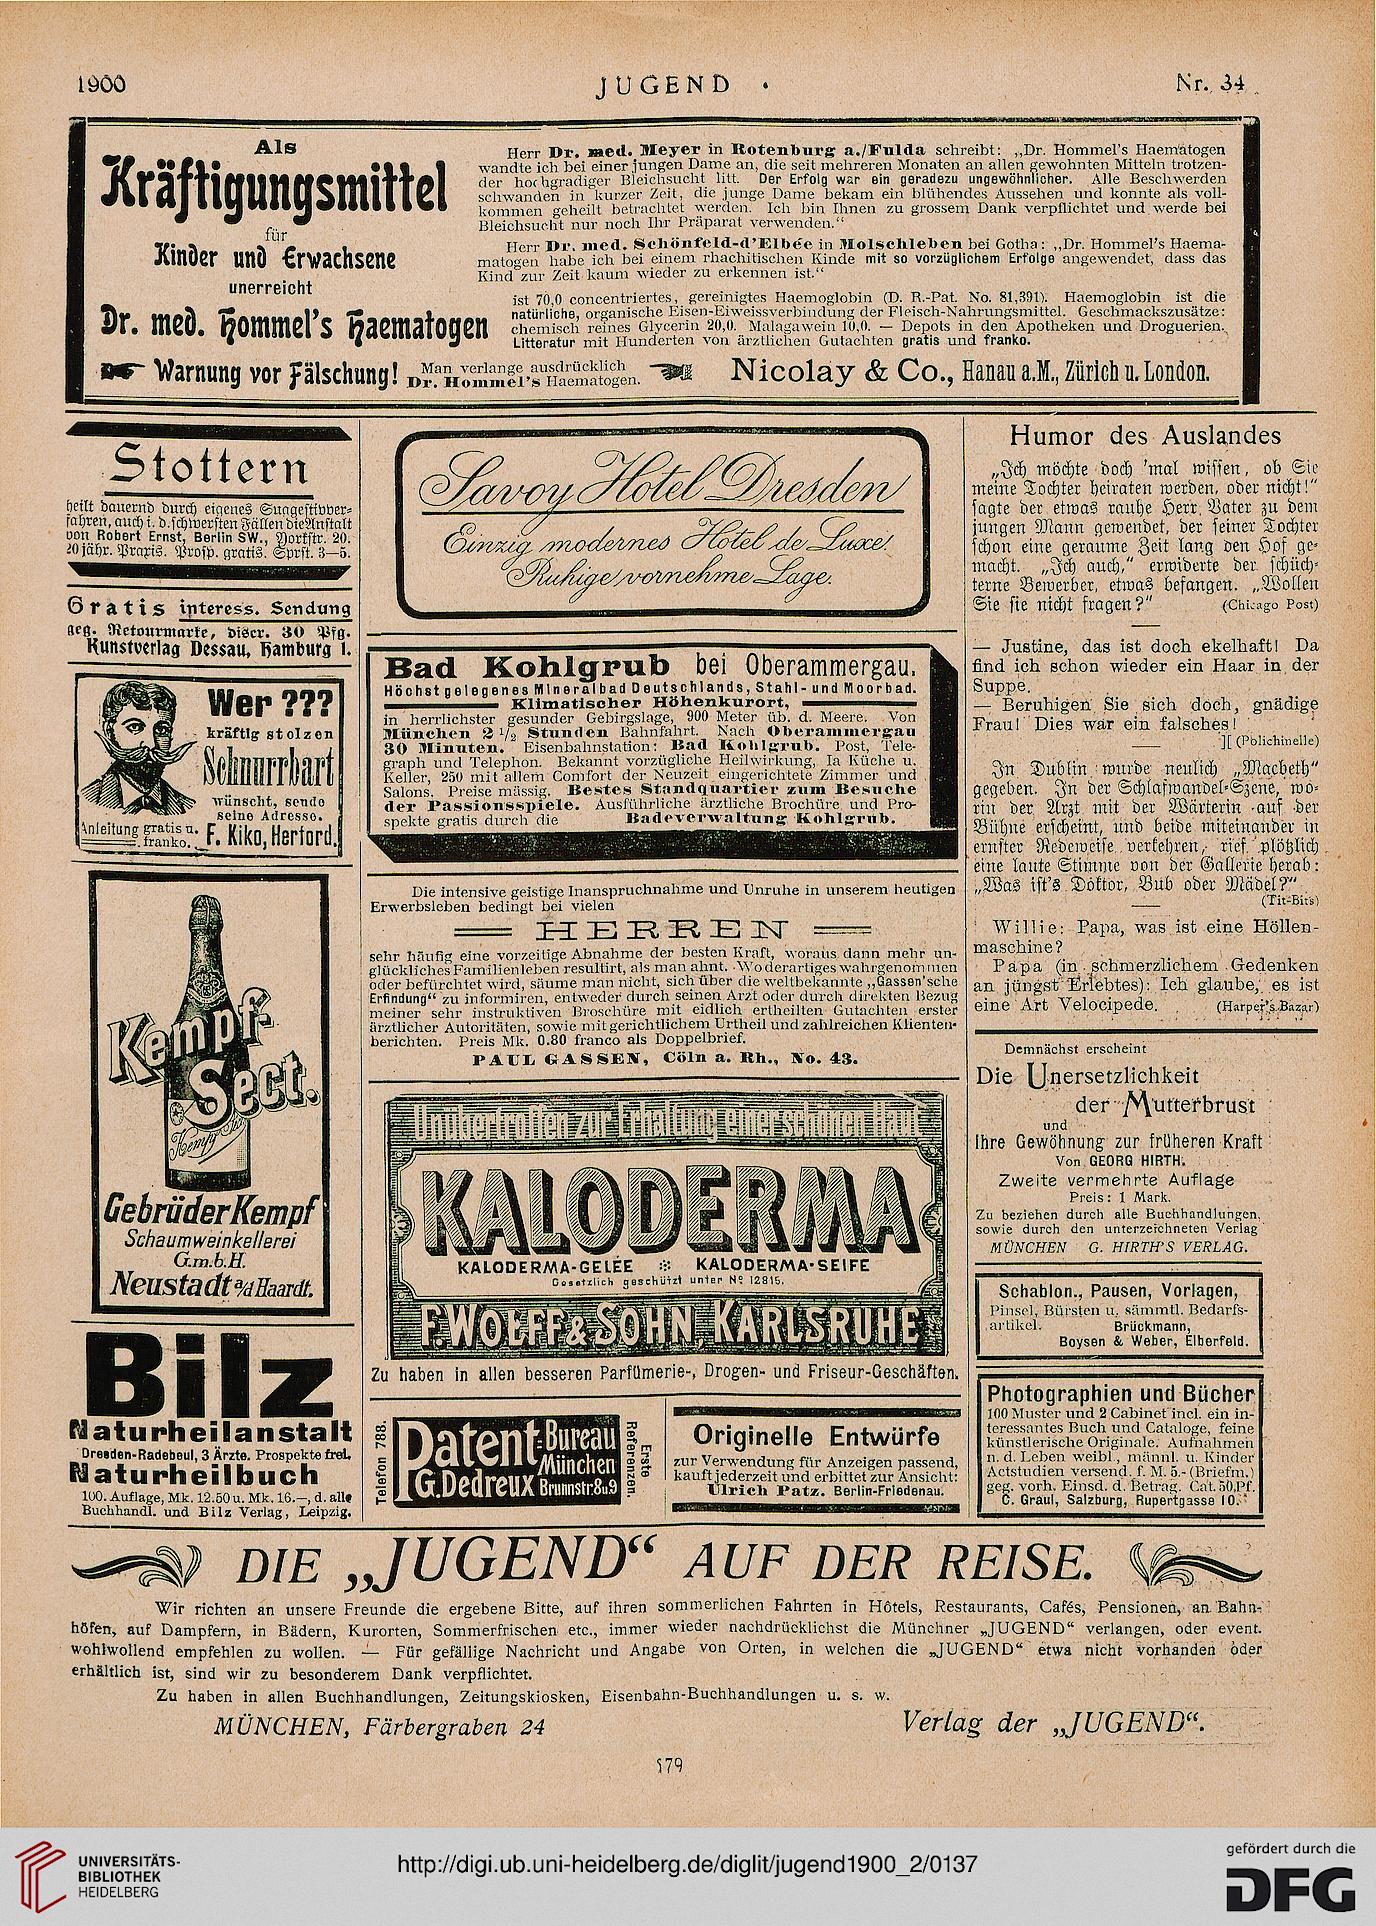 1900
JUGEND
Nr. 34
Als
Kräftigungsmittel
für
Kinder und Erwachsene
unerreicht
Dr. med. Hommel's Haematogen
Herr Dr. med. Meyer in Rotenburg a./Fulda schreibt: „Dr. Hommel's Haematogen
wandte ich bei einer jungen Dame an, die seit mehreren Monaten an allen gewohnten Mitteln trotzen-
der hochgradiger Bleichsucht litt. Der Erfolg war ein geradezu ungewöhnlicher. Alle Beschwerden
schwanden in kurzer Zeit, die junge Dame bekam ein blühendes Aussehen und konnte als voll-
kommen geheilt betrachtet werden. Ich bin Ihnen zu grossem Dank verpflichtet und werde bei
Bleichsucht nur noch Ihr Präparat verwenden.“
Herr Dr. med. Schönfeld-d'Elbée in Molschleben bei Gotha: „Dr. Hommel's Haema-
matogen habe ich bei einem rhachitischen Kinde mit so vorzüglichem Erfolge angewendet, dass das
Kind zur Zeit kaum wieder zu erkennen ist.“
ist 70,0 concentriertes, gereinigtes Haemoglobin (D. R.-Pat. No. 81,391). Haemoglobin ist die
natürliche, organische Eisen-Eiweissverbindung der Fleisch-Nahrungsmittel. Geschmackszusätze:
chemisch reines Glycerin 20,0. Malagawein 10,0. — Depots in den Apotheken und Droguerien.
Litteratur mit Hunderten von ärztlichen Gutachten gratis und franko.
Warnung vor Fälschung!
Man verlange ausdrücklich
Dr. Hommel's Haematogen.
Nicolay & Co., Hanau a.M., Zürich u. London.
Stottern
heilt dauernd durch eigenes Suggestivver-
fahren, auch i. d. schwersten Fällen die Anstalt
von Robert Ernst, Berlin SW., Yorkstr. 20.
20jähr. Praxis. Prosp. gratis. Sprst. 3—5.
Gratis interess. Sendung
geg. Retourmarke, discr. 30 Pfg.
Kunstverlag Dessau, Hamburg 1.
Wer ???
kräftig stolzen
Schnurrbart
wünscht, sende
seine Adresse.
Anleitung gratis u.
franko.
F. Kiko, Herford.
Kempf-
Sect.
Gebrüder Kempf
Schaumweinkellerei
G.m.b.H.
Neustadt a/d Haardt.
Bilz
Naturheilanstalt
Dresden-Radebeul, 3 Ärzte. Prospekte frei.
Naturheilbuch
100. Auflage, Mk. 12.50 u. Mk. 16.—, d. alle
Buchhandl. und Bilz Verlag, Leipzig.
Savoy Hotel Dresden
Einzig modernes Hôtel de Luxe!
Ruhige, vornehme Lage.
Bad Kohlgrub bei Oberammergau.
Höchstgelegenes Mineralbad Deutschlands, Stahl- und Moorbad.
Klimatischer Höhenkurort,
in herrlichster gesunder Gebirgslage, 900 Meter üb. d. Meere. Von
München 2 1/2 Stunden Bahnfahrt. Nach Oberammergau
30 Minuten. Eisenbahnstation: Bad Kohlgrub. Post, Tele-
graph und Telephon. Bekannt vorzügliche Heilwirkung, Ia Küche u.
Keller, 250 mit allem Comfort der Neuzeit eingerichtete Zimmer und
Salons. Preise mässig. Bestes Standquartier zum Besuche
der Passionsspiele. Ausführliche ärztliche Brochüre und Pro-
spekte gratis durch die Badeverwaltung Kohlgrub.
Die intensive geistige Inanspruchnahme und Unruhe in unserem heutigen
Erwerbsleben bedingt bei vielen
HERREN
sehr häufig eine vorzeitige Abnahme der besten Kraft, woraus dann mehr un-
glückliches Familienleben resultirt, als man ahnt. Wo derartiges wahrgenommen
oder befürchtet wird, säume man nicht, sich über die weltbekannte „Gassen'sche
Erfindung“ zu informiren, entweder durch seinen Arzt oder durch direkten Bezug
meiner sehr instruktiven Broschüre mit eidlich ertheilten Gutachten erster
ärztlicher Autoritäten, sowie mit gerichtlichem Urtheil und zahlreichen Klienten-
berichten. Preis Mk. 0.80 franco als Doppelbrief.
PAUL GASSEN, Cöln a. Rh., No. 43.
Unübertroffen zur Erhaltung einer schönen Haut
KALODERMA
KALODERMA-GELÉE KALODERMA-SEIFE
Gesetzlich geschützt unter No 12815.
F. WOLFF & SOHN, KARLSRUHE
Zu haben in allen besseren Parfümerie-, Drogen- und Friseur-Geschäften.
Telefon 788.
Patent-Bureau
München
G. Dedreux Brunnstr 8 u 9
Erste
Referenzen.
Originelle Entwürfe
zur Verwendung für Anzeigen passend,
kauft jederzeit und erbittet zur Ansicht:
Ulrich Patz. Berlin-Friedenau.
Humor des Auslandes
„Ich möchte doch 'mal wissen, ob Sie
meine Tochter heiraten werden, oder nicht!“
sagte der etwas rauhe Herr Vater zu dem
jungen Mann gewendet, der seiner Tochter
schon eine geraume Zeit lang den Hof ge-
macht. „Ich auch,“ erwiderte der schüch-
terne Bewerber, etwas befangen. „Wollen
Sie sie nicht fragen?“ (Chicago Post)
— Justine, das ist doch ekelhaft! Da
find ich schon wieder ein Haar in der
Suppe.
— Beruhigen Sie sich doch, gnädige
Frau! Dies war ein falsches!
(Polichinelle)
In Dublin wurde neulich „Macbeth“
gegeben. In der Schlafwandel-Szene, wo-
rin der Arzt mit der Wärterin auf der
Bühne erscheint, und beide miteinander in
ernster Redeweise verkehren, rief plötzlich
eine laute Stimme von der Gallerie herab:
„Was ist's Doktor, Bub oder Mädel?“
(Tit-Bits)
Willie: Papa, was ist eine Höllen-
maschine?
Papa (in schmerzlichem Gedenken
an jüngst Erlebtes): Ich glaube, es ist
eine Art Velocipede. (Harper's Bazar)
Demnächst erscheint
Die Unersetzlichkeit
der Mutterbrust
und
Ihre Gewöhnung zur früheren Kraft
Von GEORG HIRTH.
Zweite vermehrte Auflage
Preis: 1 Mark.
Zu beziehen durch alle Buchhandlungen,
sowie durch den unterzeichneten Verlag
MÜNCHEN G. HIRTH'S VERLAG.
Schablon., Pausen, Vorlagen,
Pinsel, Bürsten u. sämmtl. Bedarfs-
artikel. Brückmann,
Boysen & Weber, Elberfeld.
Photographien und Bücher
100 Muster und 2 Cabinet incl. ein in-
teressantes Buch und Cataloge, feine
künstlerische Originale. Aufnahmen
n. d. Leben weibl., männl. u. Kinder
Actstudien versend. f. M. 5.- (Briefm.)
geg. vorh. Einsd. d. Betrag. Cat. 50 Pf.
C. Graul, Salzburg, Rupertgasse 10.
DIE „JUGEND“ AUF DER REISE.
Wir richten an unsere Freunde die ergebene Bitte, auf ihren sommerlichen Fahrten in Hôtels, Restaurants, Cafés, Pensionen, an Bahn-
höfen, auf Dampfern, in Bädern, Kurorten, Sommerfrischen etc., immer wieder nachdrücklichst die Münchner „JUGEND“ verlangen, oder event.
wohlwollend empfehlen zu wollen. — Für gefällige Nachricht und Angabe von Orten, in welchen die „JUGEND“ etwa nicht vorhanden oder
erhältlich ist, sind wir zu besonderem Dank verpflichtet.
Zu haben in allen Buchhandlungen, Zeitungskiosken, Eisenbahn-Buchhandlungen u. s. w.
MÜNCHEN, Färbergraben 24
Verlag der „JUGEND“.
579
UNIVERSITÄTS-
BIBLIOTHEK
HEIDELBERG
http://digi.ub.uni-heidelberg.de/diglit/jugend1900_2/0137
gefördert durch die
DFG